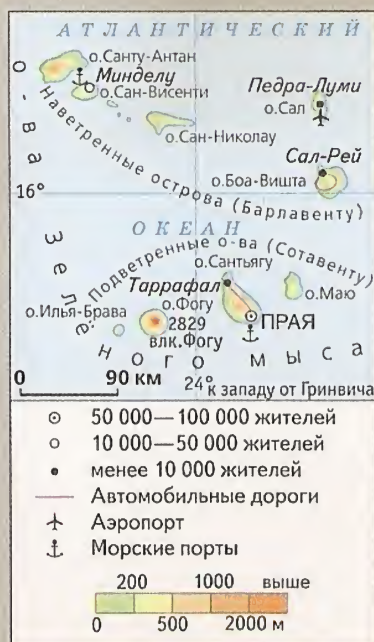 АТЛАНТИЧЕСКИЙ
о.Санту-Антан
Минделу
о.Сан-Висенти
Педра-Луми
о.Сал
о.Сан-Николау
Сал-Рей
о.Боа-Вишта
16°
Наветренные острова (Барлавенту)
ОКЕАН
Подветренные о-ва (Сотавенту)
о.Сантьягу
Таррафал
о.Маю
о.Илья-Брава
о.Фогу
2829
влк.Фогу
ПРАЯ
о-ва Зелёного мыса
0 90 км
24° к западу от Гринвича
50 000—100 000 жителей
10 000—50 000 жителей
менее 10 000 жителей
Автомобильные дороги
Аэропорт
Морские порты
200 1000 выше
0 500 2000 м